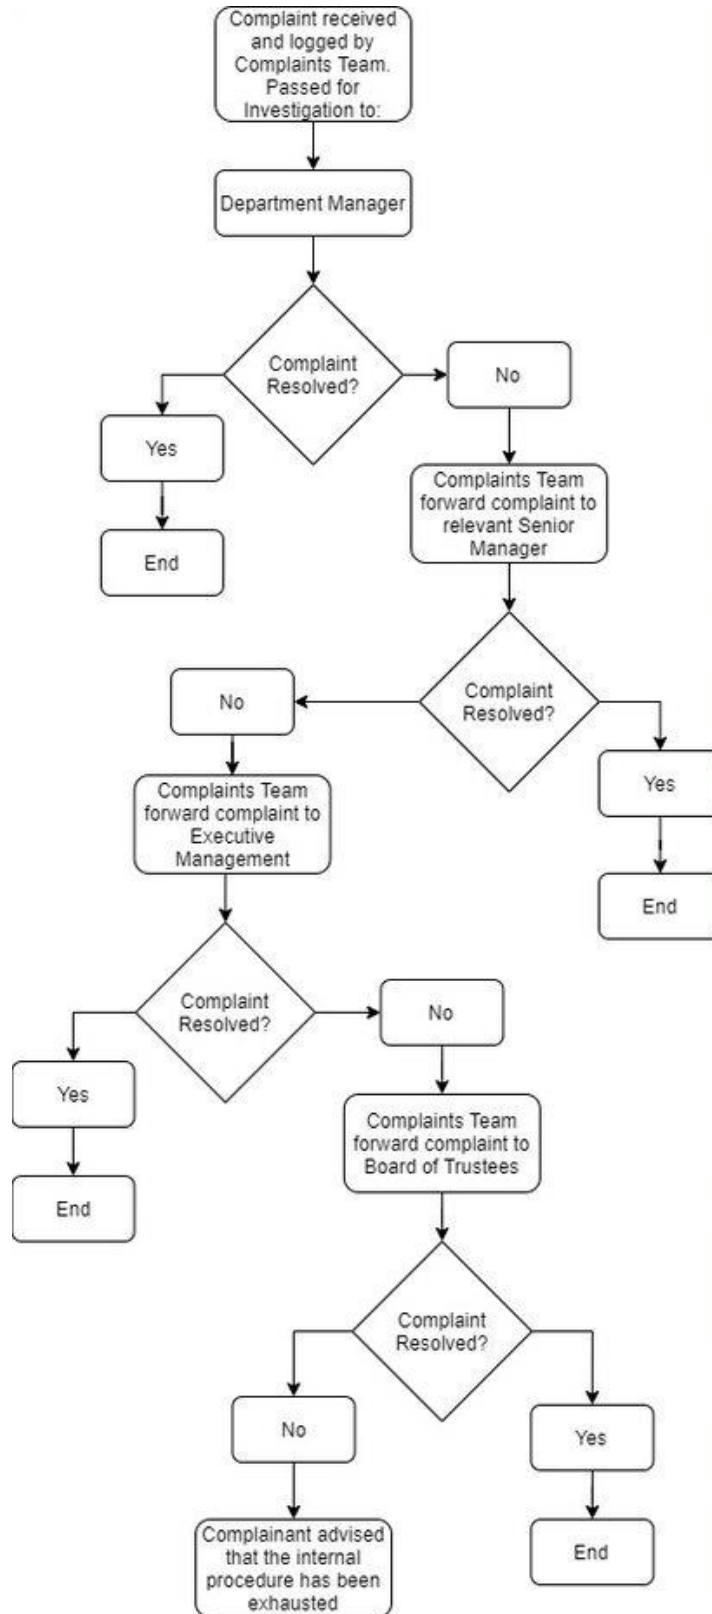 Complaint received
and logged by
Complaints Team.
Passed for
Investigation to:
Department Manager
Complaint
Resolved?
No
Yes
Complaints Team
forward complaint to
relevant Senior
Manager
End
Complaint
Resolved?
No
Yes
Complaints Team
forward complaint to
Executive
Management
End
Complaint
Resolved?
No
Yes
Complaints Team
forward complaint to
Board of Trustees
End
Complaint
Resolved?
No
Yes
Complainant advised
that the internal
procedure has been
exhausted
End